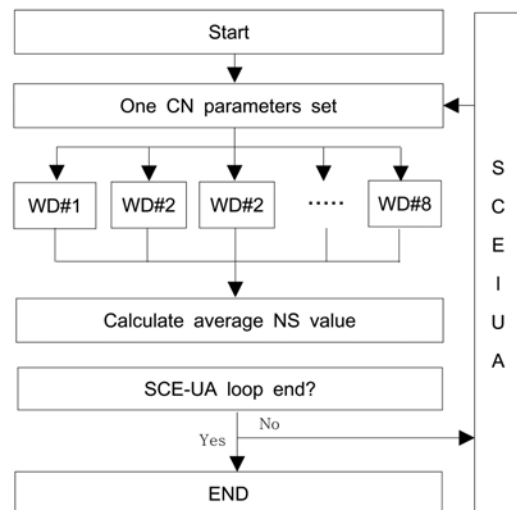 Start
One CN parameters set
WD#1
WD#2
WD#2
.....
WD#8
Calculate average NS value
SCE-UA loop end?
No
Yes
END
S
C
E
I
U
A